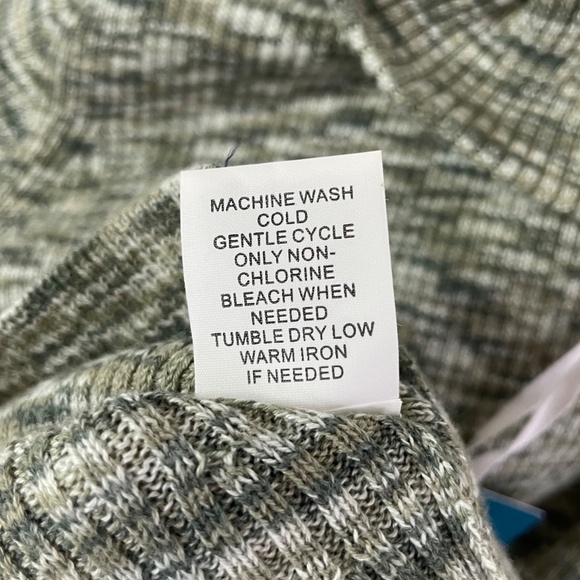 MACHINE WASH
COLD
GENTLE CYCLE
ONLY NON-
CHLORINE
BLEACH WHEN
NEEDED
TUMBLE DRY LOW
WARM IRON
IF NEEDED